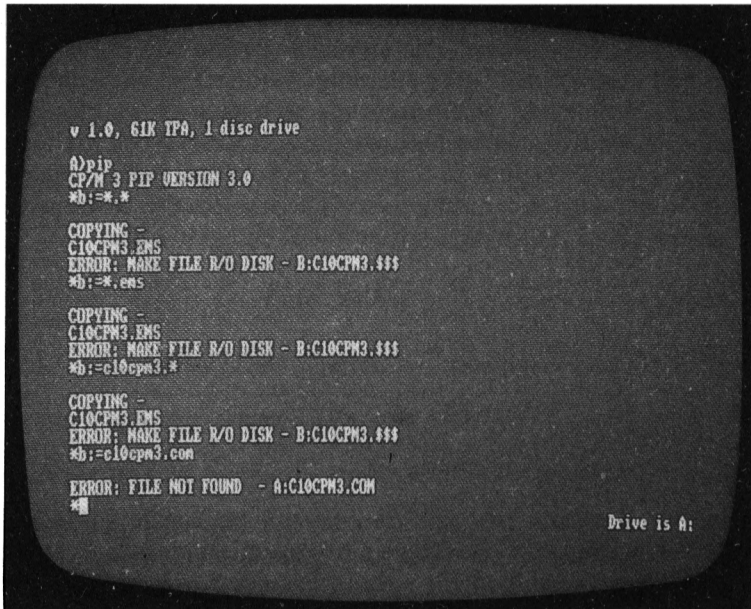 v 1.0, 61K TPA, 1 disc drive
A>pip
CP/M 3 PIP VERSION 3.0
*b:=*.*
COPYING -
C10CPM3.EMS
ERROR: MAKE FILE R/O DISK - B:C10CPM3.$$$
*b:=*.ems
COPYING -
C10CPM3.EMS
ERROR: MAKE FILE R/O DISK - B:C10CPM3.$$$
*b:=c10cpm3.*
COPYING -
C10CPM3.EMS
ERROR: MAKE FILE R/O DISK - B:C10CPM3.$$$
*b:=c10cpm3.com
ERROR: FILE NOT FOUND - A:C10CPM3.COM
*
Drive is A: